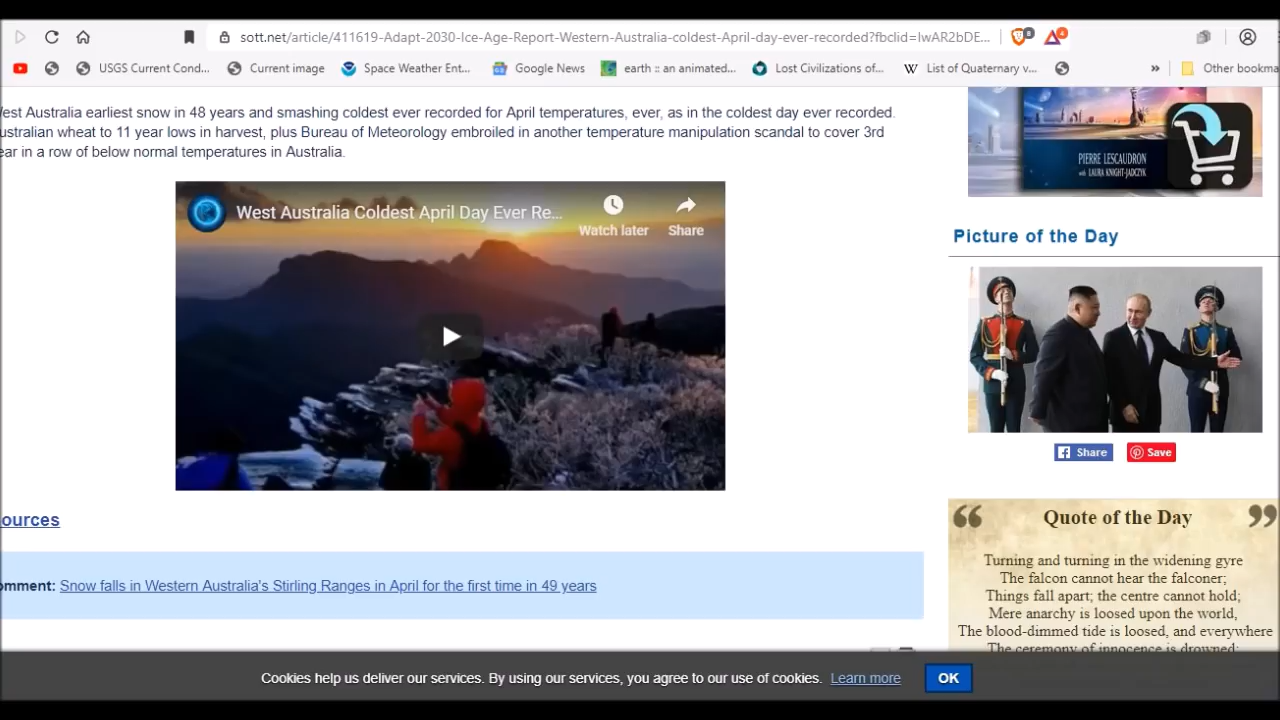 sott.net/article/411619-Adapt-2030-Ice-Age-Report-Western-Australia-coldest-April-day-ever-recorded?fbclid=IwAR2bDE...
8
4
USGS Current Cond...
Current image
Space Weather Ent...
Google News
earth :: an animated...
Lost Civilizations of...
W
List of Quaternary v...
»
Other bookma
est Australia earliest snow in 48 years and smashing coldest ever recorded for April temperatures, ever, as in the coldest day ever recorded.
ustralian wheat to 11 year lows in harvest, plus Bureau of Meteorology embroiled in another temperature manipulation scandal to cover 3rd
ear in a row of below normal temperatures in Australia.
West Australia Coldest April Day Ever Re...
Watch later
Share
ources
omment: Snow falls in Western Australia's Stirling Ranges in April for the first time in 49 years
PIERRE LESCAUDRON
with LAURA KNIGHT-JADCZYK
Picture of the Day
Share
Save
Quote of the Day
Turning and turning in the widening gyre
The falcon cannot hear the falconer;
Things fall apart; the centre cannot hold;
Mere anarchy is loosed upon the world,
The blood-dimmed tide is loosed, and everywhere
The ceremony of innocence is drowned;
Cookies help us deliver our services. By using our services, you agree to our use of cookies. Learn more
OK